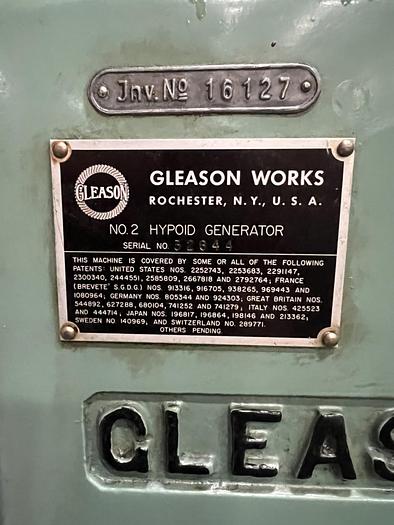 Jnv.No 16127
GLEASON
GLEASON WORKS
ROCHESTER, N.Y., U. S. A.
NO. 2 HYPOID GENERATOR
SERIAL NO. 32844
THIS MACHINE IS COVERED BY SOME OR ALL OF THE FOLLOWING
PATENTS: UNITED STATES NOS. 2252743, 2253683, 2291147,
2300340, 2444551, 2585809, 2667818 AND 2792764; FRANCE
(BREVETE' S.G.D.G.) NOS. 913316, 916705, 938265, 969443 AND
1080964; GERMANY NOS. 805344 AND 924303; GREAT BRITAIN NOS.
544892, 627288, 680104, 741252 AND 741279, ITALY NOS. 425523
AND 444714, JAPAN NOS. 196817, 196864, 198146 AND 213362;
SWEDEN NO. 140969, AND SWITZERLAND NO. 289771.
OTHERS PENDING.
GLEAS